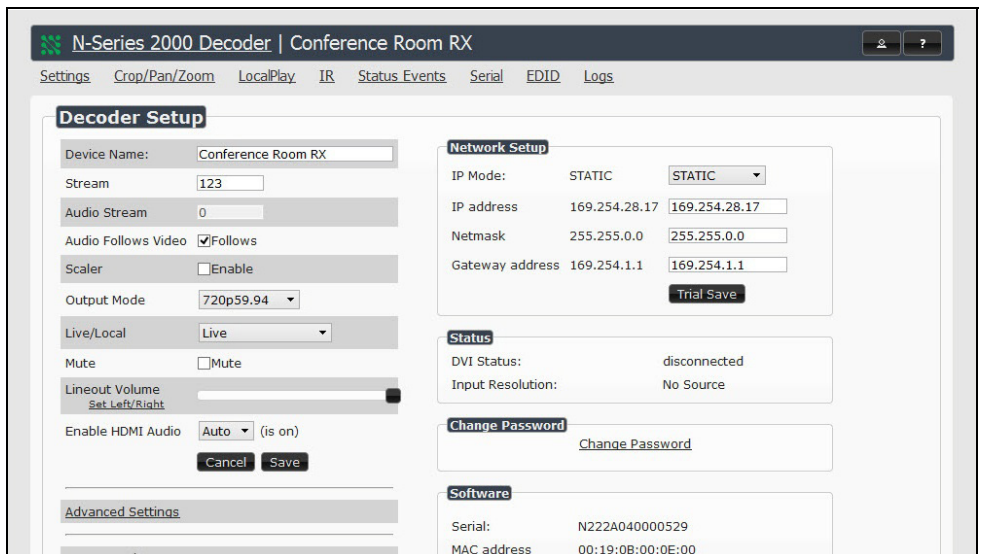 N-Series 2000 Decoder | Conference Room RX
?
Settings Crop/Pan/Zoom LocalPlay IR Status Events Serial EDID Logs
Decoder Setup
Device Name: Conference Room RX
Stream 123
Audio Stream 0
Audio Follows Video Follows
Scaler Enable
Output Mode 720p59.94
Live/Local Live
Mute Mute
Lineout Volume
Set Left/Right
Enable HDMI Audio Auto (is on)
Cancel Save
Advanced Settings
Network Setup
IP Mode: STATIC STATIC
IP address 169.254.28.17 169.254.28.17
Netmask 255.255.0.0 255.255.0.0
Gateway address 169.254.1.1 169.254.1.1
Trial Save
Status
DVI Status: disconnected
Input Resolution: No Source
Change Password
Change Password
Software
Serial: N222A040000529
MAC address 00:19:0B:00:0E:00